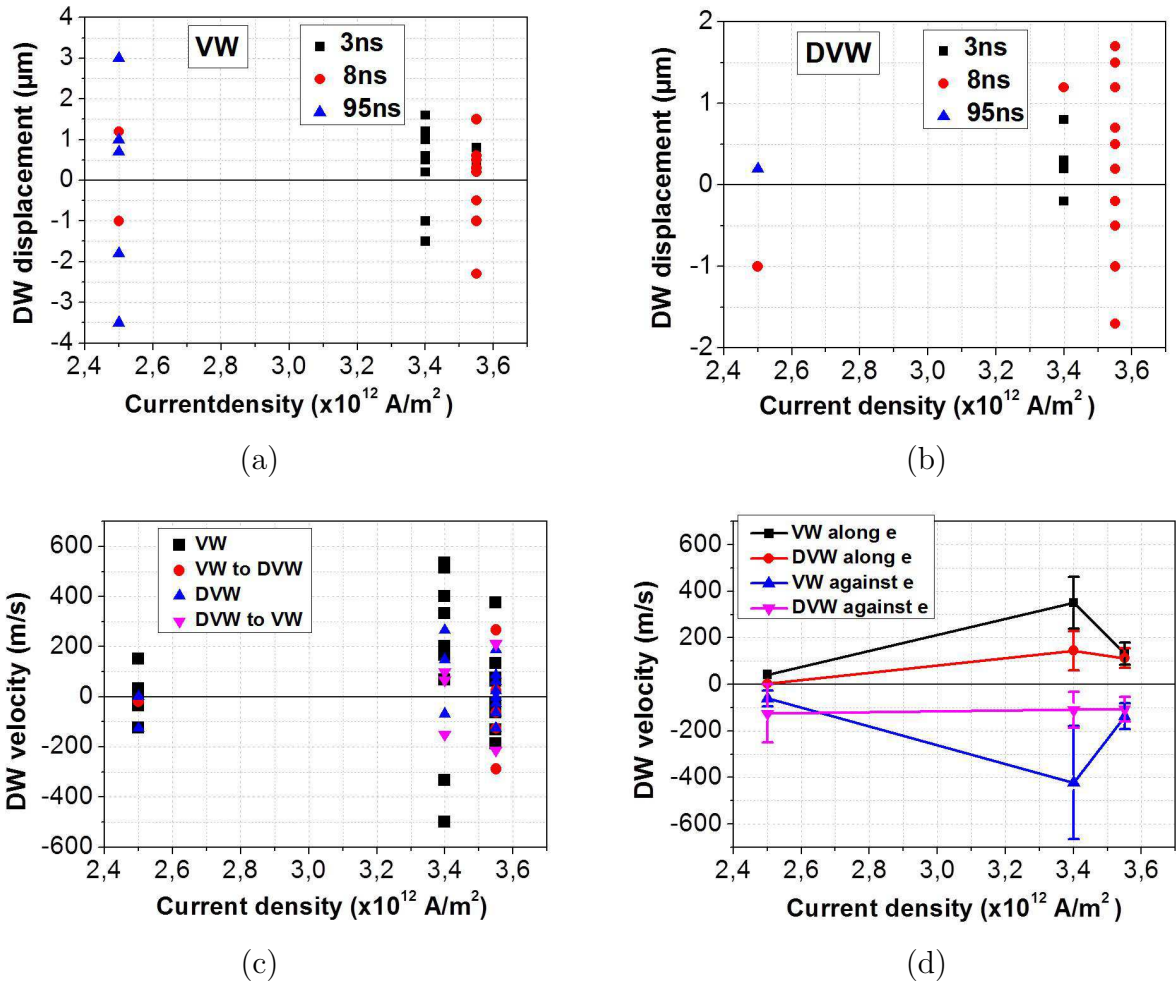 4
3
2
1
0
-1
-2
-3
-4
DW displacement (μm)
VW
3ns
8ns
95ns
2,4 2,6 2,8 3,0 3,2 3,4 3,6
Currentdensity (x10¹² A/m²)
(a)
2
1
0
-1
-2
DW displacement (μm)
DVW
3ns
8ns
95ns
2,4 2,6 2,8 3,0 3,2 3,4 3,6
Current density (x10¹² A/m²)
(b)
600
400
200
0
-200
-400
-600
DW velocity (m/s)
VW
VW to DVW
DVW
DVW to VW
2,4 2,6 2,8 3,0 3,2 3,4 3,6
Current density (x10¹² A/m²)
(c)
600
400
200
0
-200
-400
-600
DW velocity (m/s)
VW along e
DVW along e
VW against e
DVW against e
2,4 2,6 2,8 3,0 3,2 3,4 3,6
Current density (x10¹² A/m²)
(d)